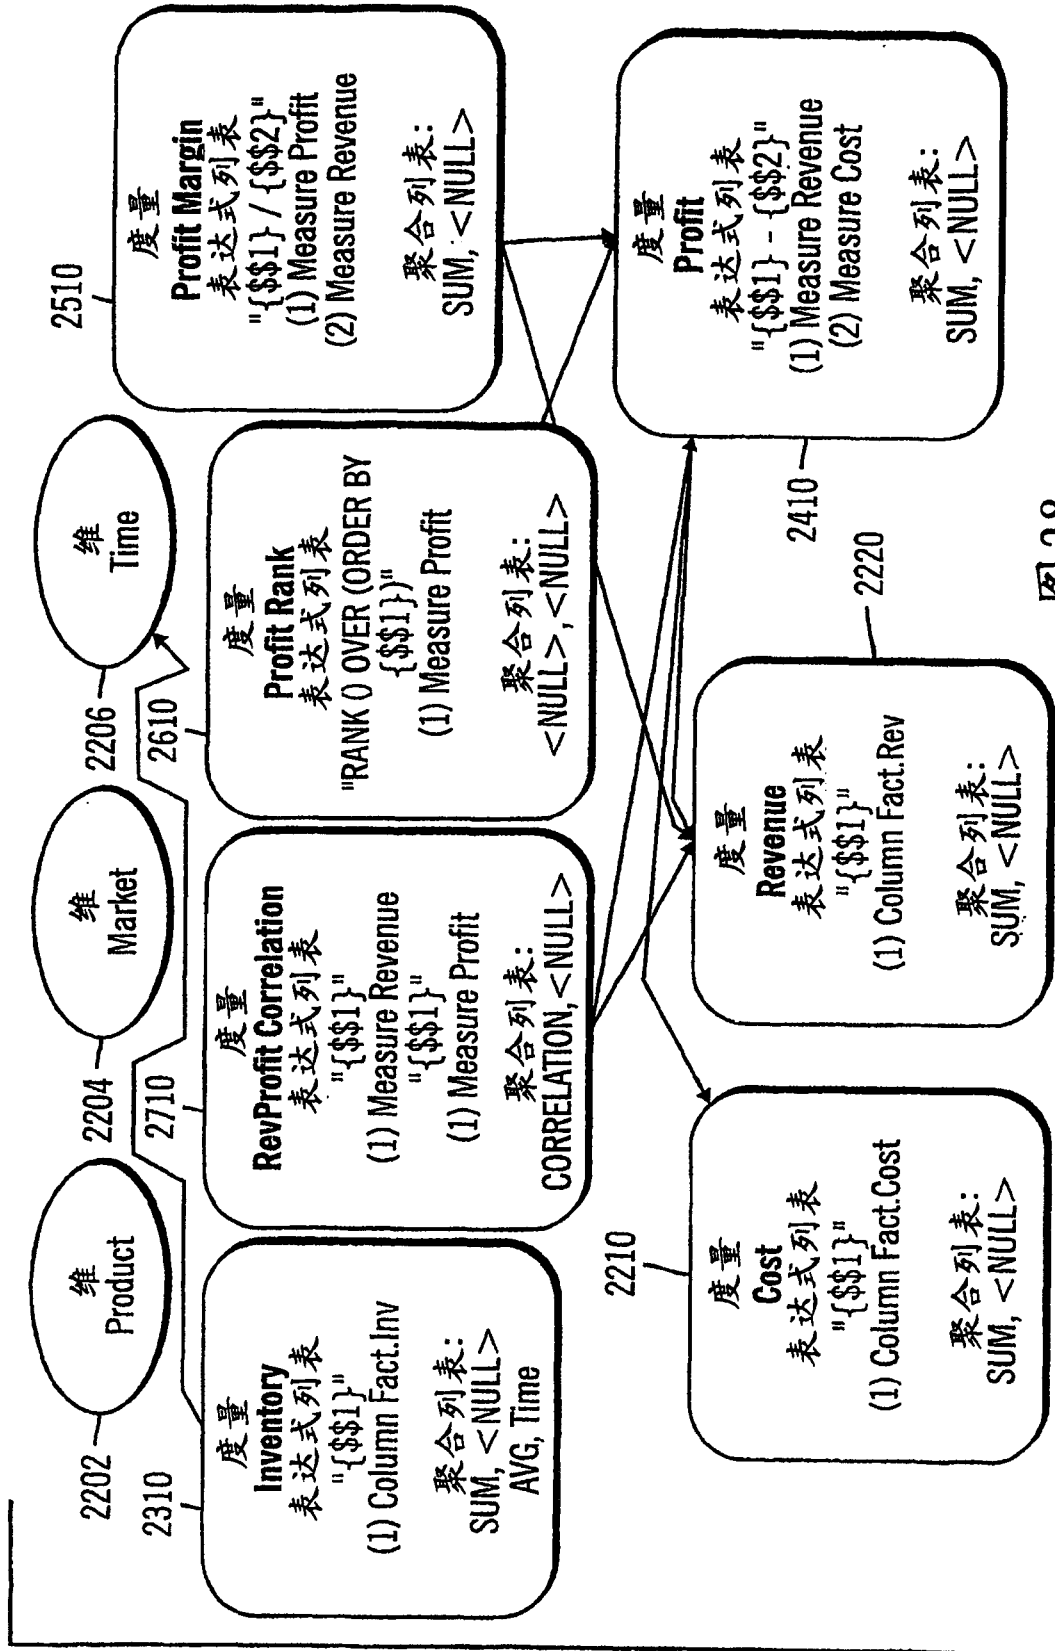 2202
维
Product
2204
维
Market
2206
维
Time
2310
度量
Inventory
表达式列表
"{$$1}"
(1) Column Fact.Inv
聚合列表:
SUM, <NULL>
AVG, Time
2710
度量
RevProfit Correlation
表达式列表
"{$$1}"
(1) Measure Revenue
"{$$1}"
(1) Measure Profit
聚合列表:
CORRELATION,<NULL>
2610
度量
Profit Rank
表达式列表
"RANK () OVER (ORDER BY
{$$1})"
(1) Measure Profit
聚合列表:
<NULL>,<NULL>
2510
度量
Profit Margin
表达式列表
"{$$1} / {$$2}"
(1) Measure Profit
(2) Measure Revenue
聚合列表:
SUM, <NULL>
2210
度量
Cost
表达式列表
"{$$1}"
(1) Column Fact.Cost
聚合列表:
SUM, <NULL>
2220
度量
Revenue
表达式列表
"{$$1}"
(1) Column Fact.Rev
聚合列表:
SUM, <NULL>
2410
度量
Profit
表达式列表
"{$$1} - {$$2}"
(1) Measure Revenue
(2) Measure Cost
聚合列表:
SUM, <NULL>
图28